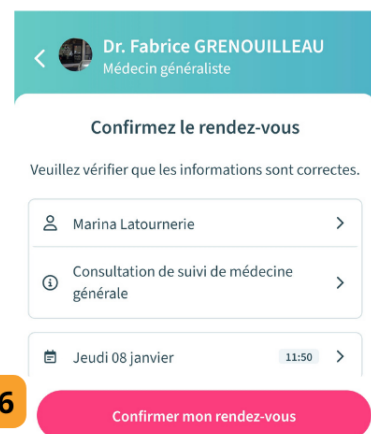 Dr. Fabrice GRENOUILLEAU
Médecin généraliste
Confirmez le rendez-vous
Veuillez vérifier que les informations sont correctes.
Marina Latournerie
Consultation de suivi de médecine
générale
Jeudi 08 janvier 11:50
6
Confirmer mon rendez-vous